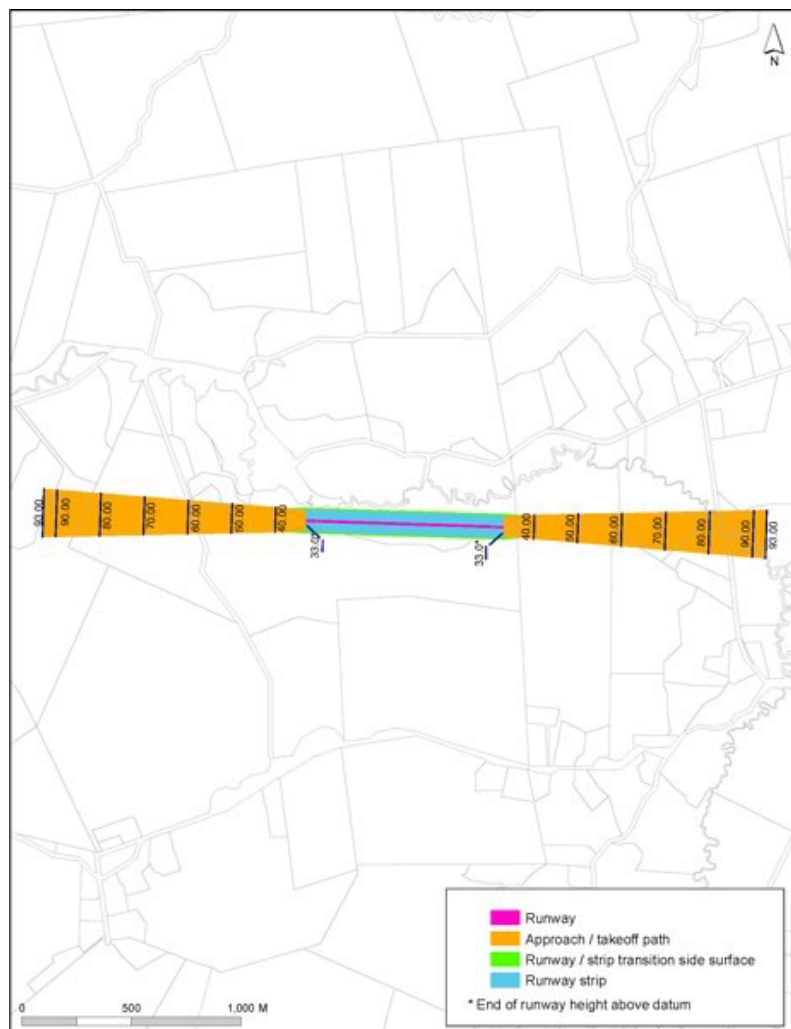 N
93.00
90.00
80.00
70.00
60.00
50.00
40.00
33.0*
33.0*
40.00
50.00
60.00
70.00
80.00
90.00
93.00
Runway
Approach / takeoff path
Runway / strip transition side surface
Runway strip
* End of runway height above datum
0 500 1,000 M